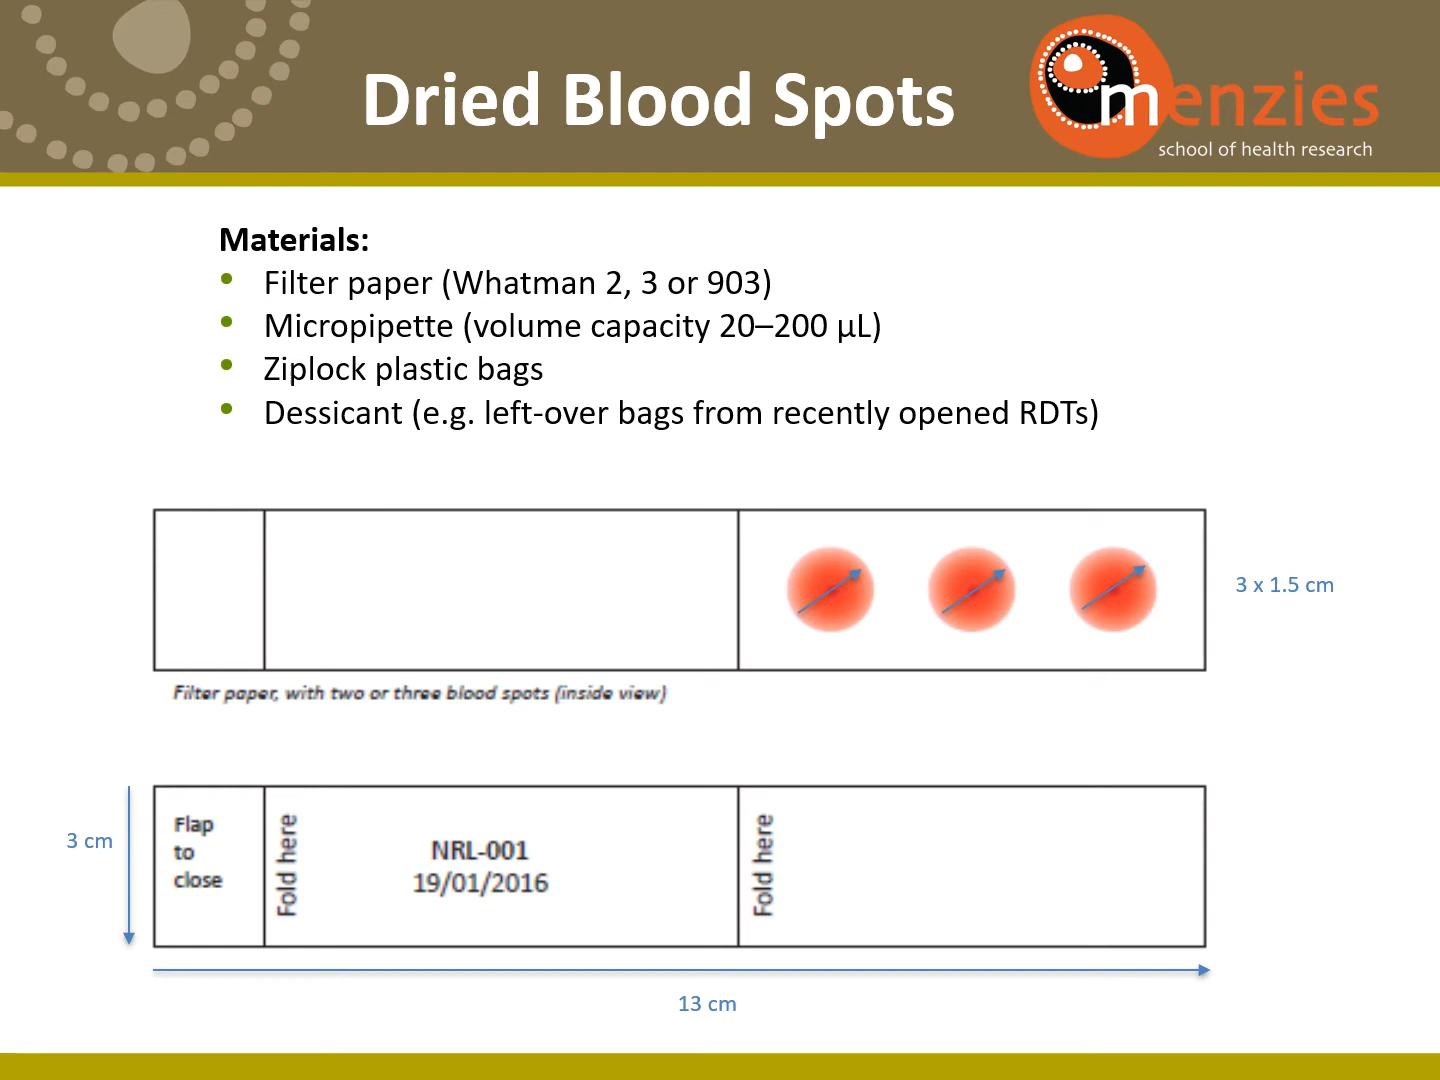 Dried Blood Spots
menzies
school of health research
Materials:
• Filter paper (Whatman 2, 3 or 903)
• Micropipette (volume capacity 20–200 µL)
• Ziplock plastic bags
• Dessicant (e.g. left-over bags from recently opened RDTs)
3 x 1.5 cm
Filter paper, with two or three blood spots (inside view)
3 cm
Flap
to
close
Fold here
NRL-001
19/01/2016
Fold here
13 cm